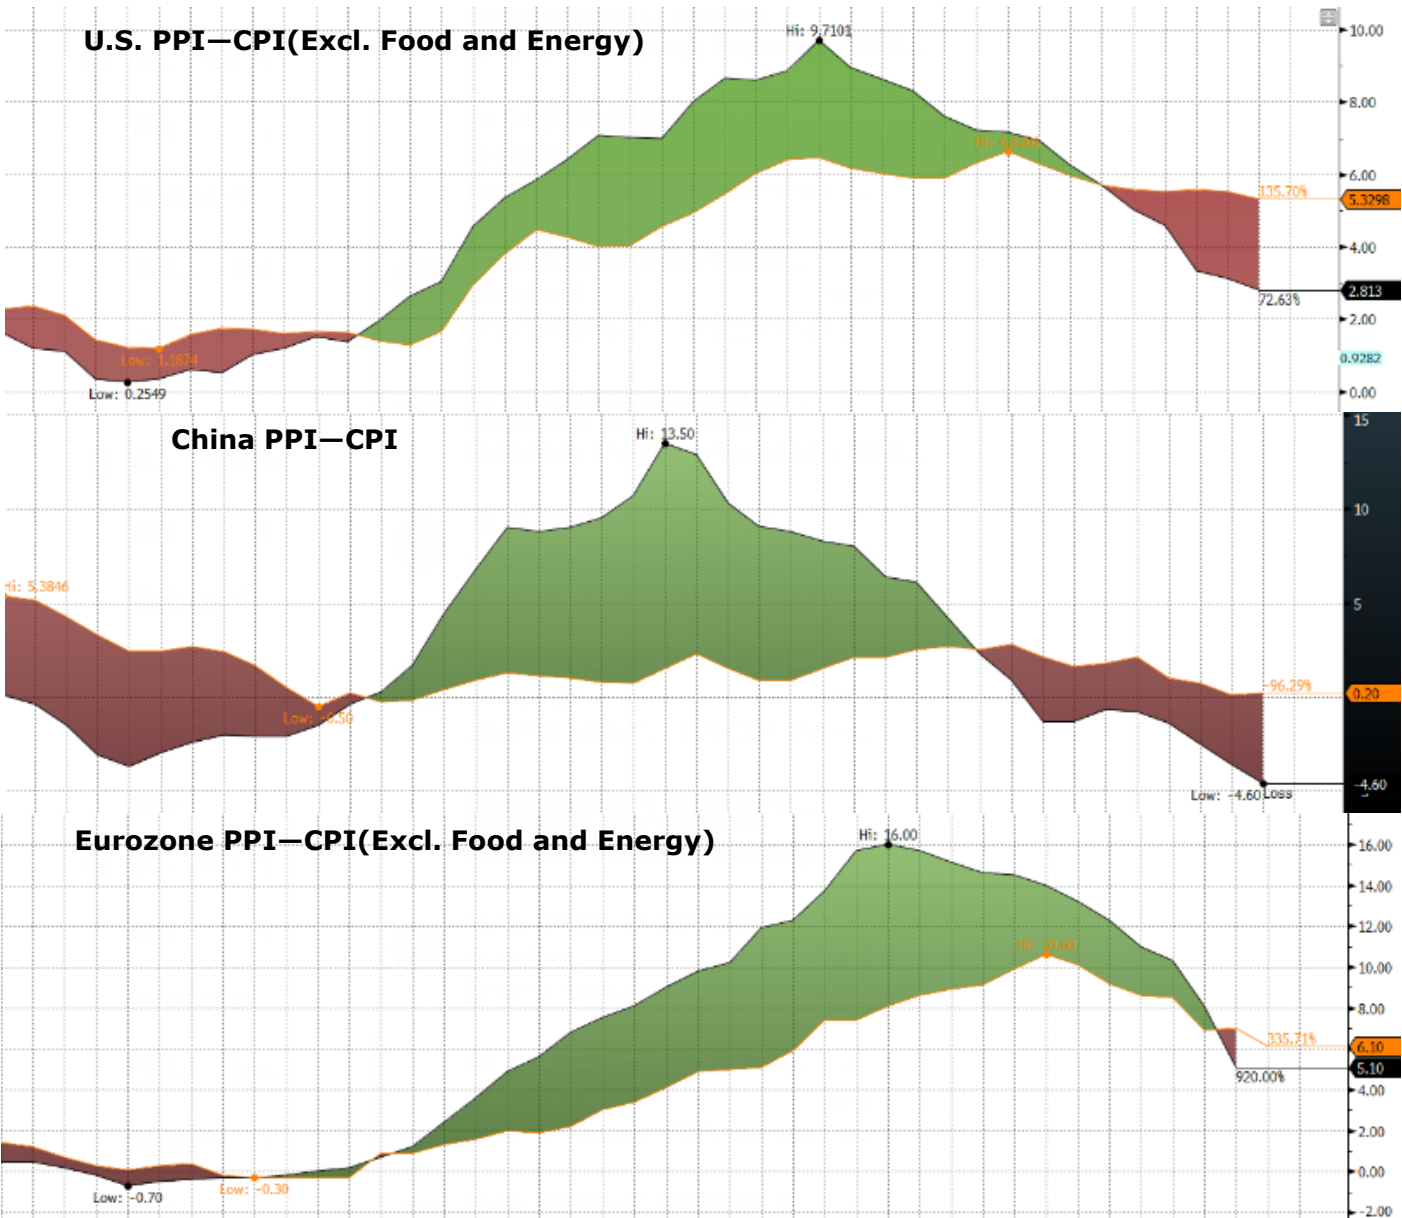 U.S. PPI—CPI(Excl. Food and Energy)
Hi: 9.7101
10.00
8.00
6.00
135.70%
5.3298
4.00
72.63%
2.813
2.00
0.9282
Low: 1.1874
Low: 0.2549
0.00
China PPI—CPI
Hi: 13.50
15
10
Hi: 5.3846
5
Low: -0.50
-96.29%
0.20
-4.60
Low: -4.60 Loss
Eurozone PPI—CPI(Excl. Food and Energy)
Hi: 16.00
16.00
14.00
12.00
Hi: 10.60
10.00
8.00
335.71%
6.10
920.00%
5.10
4.00
2.00
0.00
Low: -0.70
Low: -0.30
-2.00